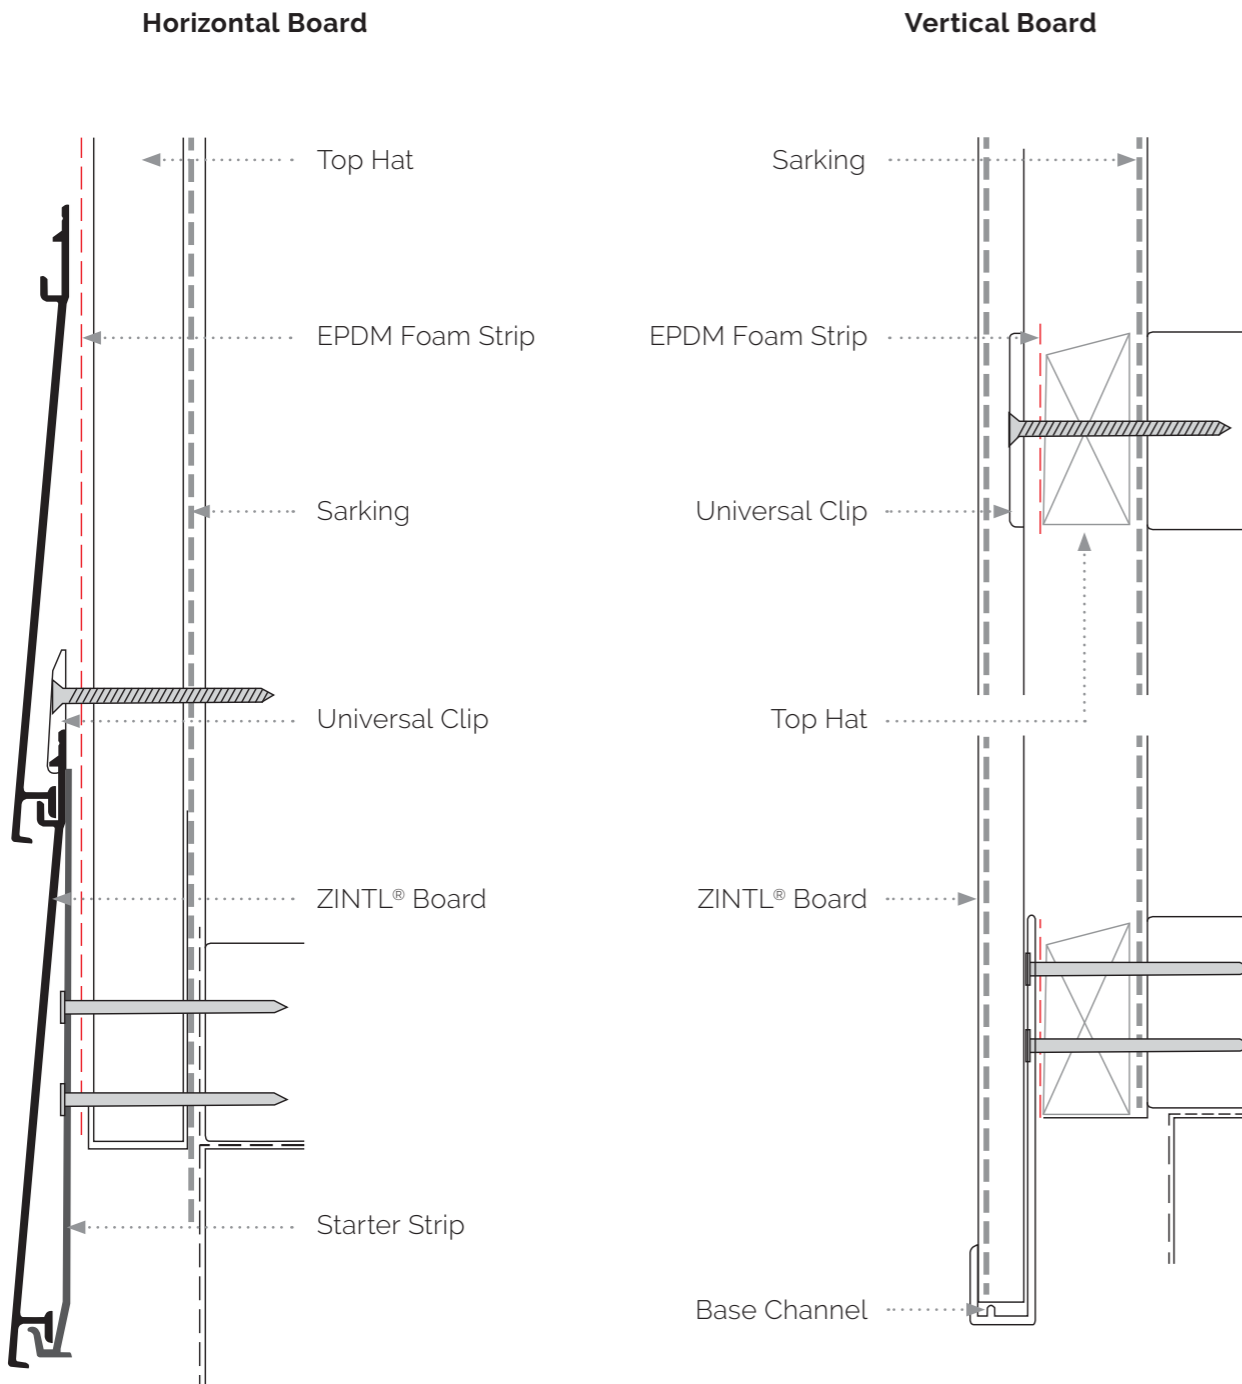 Horizontal Board
Top Hat
EPDM Foam Strip
Sarking
Universal Clip
ZINTL® Board
Starter Strip
Vertical Board
Sarking
EPDM Foam Strip
Universal Clip
Top Hat
ZINTL® Board
Base Channel